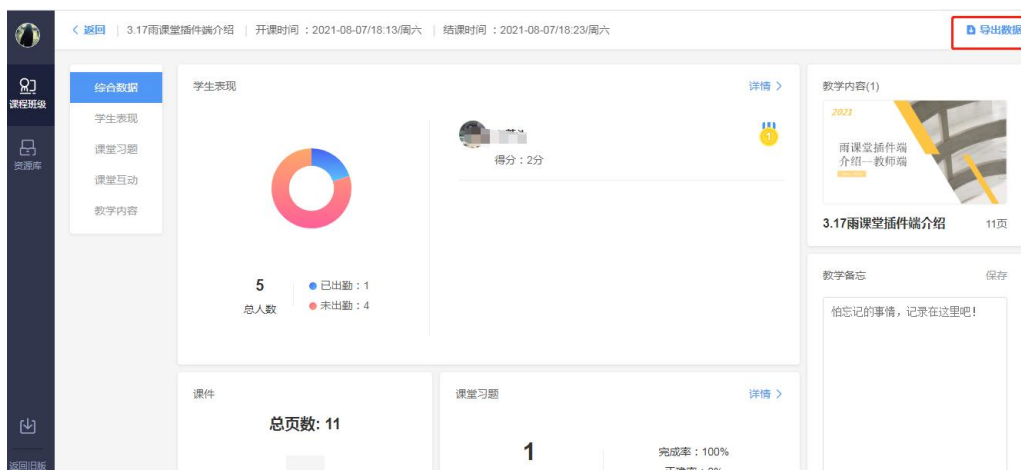 返回 3.17雨课堂插件端介绍 开课时间 :2021-08-07/18:13/周六 结课时间 :2021-08-07/18:23/周六 导出数据
课程班级
资源库
返回旧版
综合数据
学生表现
课堂习题
课堂互动
教学内容
学生表现 详情
得分:2分
1
5
总人数
已出勤:1
未出勤:4
课件
总页数: 11
课堂习题 详情
1
完成率:100%
教学内容(1)
2021
雨课堂插件端
介绍—教师端
3.17雨课堂插件端介绍 11页
教学备忘 保存
怕忘记的事情，记录在这里吧!